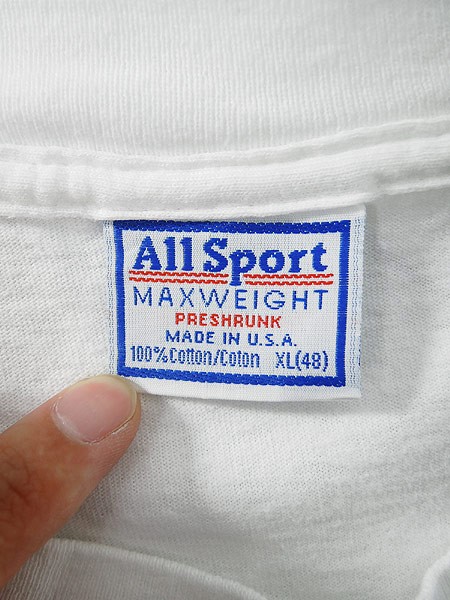 All Sport
MAXWEIGHT
PRESHRUNK
MADE IN U.S.A.
100% Cotton/Coton XL(48)